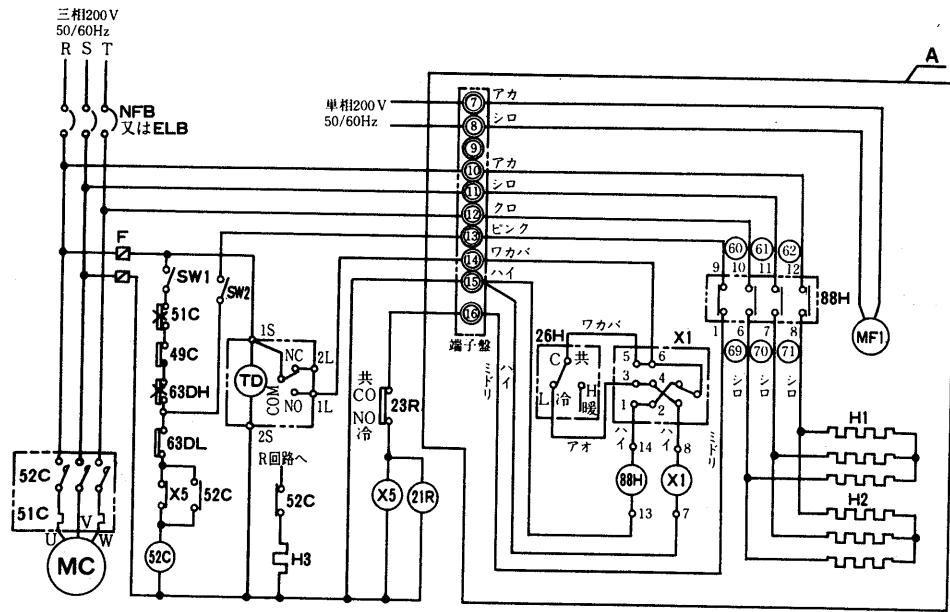 三相200V
50/60Hz
R S T
NFB
又はELB
単相200V
50/60Hz
A
7 アカ
8 シロ
9
10 アカ
11 シロ
12 クロ
13 ピンク
14 ワカバ
15 ハイ
16
端子盤
F
SW1
SW2
51C
49C
63DH
63DL
X5
52C
52C
1S
NC
2L
TD
COM
NO
1L
2S
R回路へ
52C
H3
共
CO
NO
冷
23R
X5
21R
52C
51C
U V W
MC
ミドリ
ハイ
26H
ワカバ
C 共
L 冷
H
暖
アオ
X1
5 6
3 4
1 2
ハイ
14
ハイ
8
ミドリ
88H
X1
13
7
60 61 62
9 10 11 12
88H
1 6 7 8
69 70 71
シロ
シロ
シロ
MF1
H1
H2